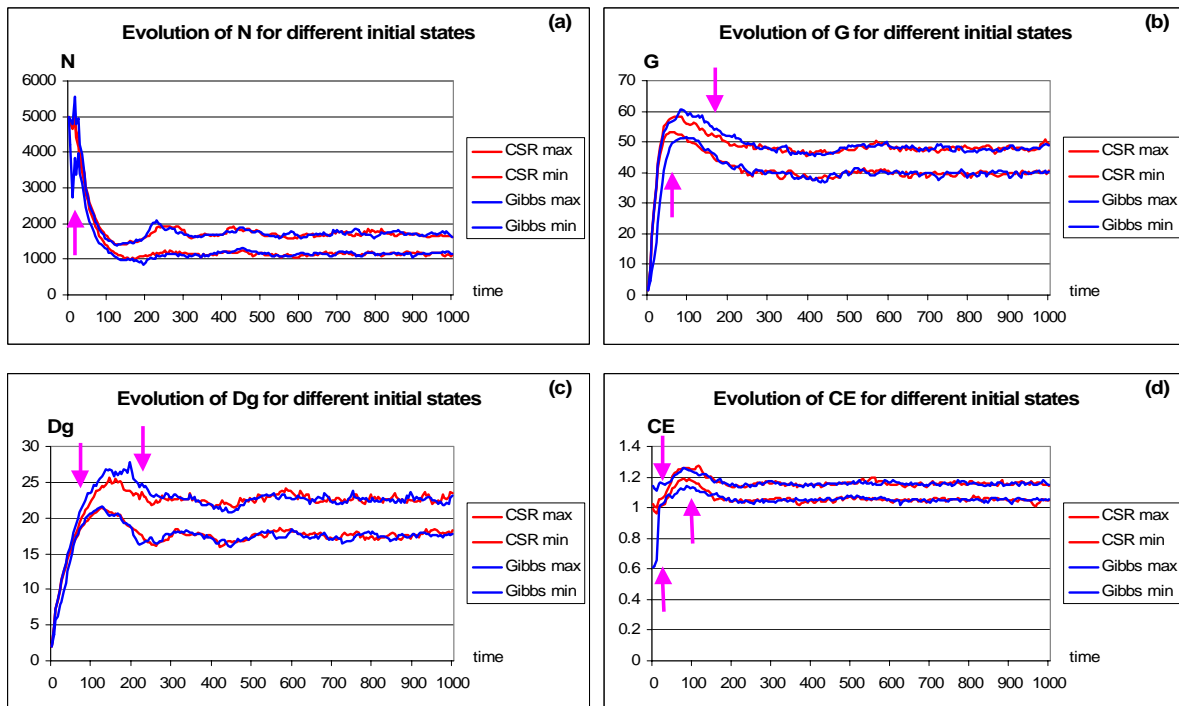 (a)
Evolution of N for different initial states
N
6000
5000
4000
3000
2000
1000
0
0 100 200 300 400 500 600 700 800 900 1000
time
CSR max
CSR min
Gibbs max
Gibbs min
(b)
Evolution of G for different initial states
G
70
60
50
40
30
20
10
0
0 100 200 300 400 500 600 700 800 900 1000
time
CSR max
CSR min
Gibbs max
Gibbs min
(c)
Evolution of Dg for different initial states
Dg
30
25
20
15
10
5
0
0 100 200 300 400 500 600 700 800 900 1000
time
CSR max
CSR min
Gibbs max
Gibbs min
(d)
Evolution of CE for different initial states
CE
1.4
1.2
1
0.8
0.6
0.4
0.2
0
0 100 200 300 400 500 600 700 800 900 1000
time
CSR max
CSR min
Gibbs max
Gibbs min